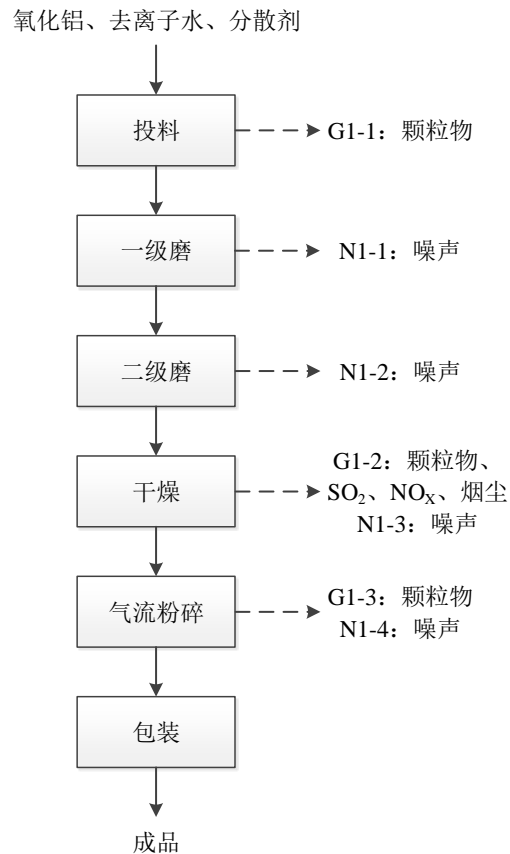 氧化铝、去离子水、分散剂
投料
G1-1：颗粒物
一级磨
N1-1：噪声
二级磨
N1-2：噪声
干燥
G1-2：颗粒物、
SO₂、NOₓ、烟尘
N1-3：噪声
气流粉碎
G1-3：颗粒物
N1-4：噪声
包装
成品